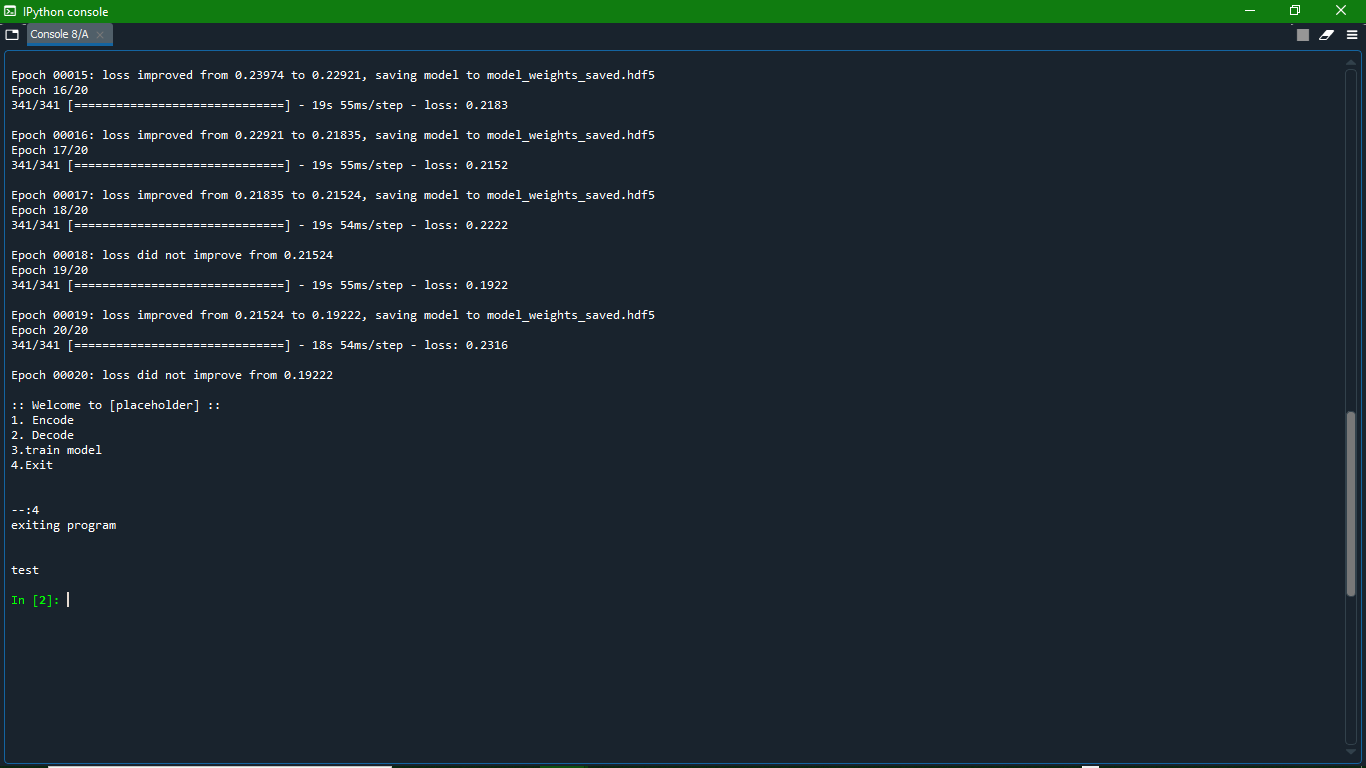 IPython console
Console 8/A
Epoch 00015: loss improved from 0.23974 to 0.22921, saving model to model_weights_saved.hdf5
Epoch 16/20
341/341 [==============================] - 19s 55ms/step - loss: 0.2183
Epoch 00016: loss improved from 0.22921 to 0.21835, saving model to model_weights_saved.hdf5
Epoch 17/20
341/341 [==============================] - 19s 55ms/step - loss: 0.2152
Epoch 00017: loss improved from 0.21835 to 0.21524, saving model to model_weights_saved.hdf5
Epoch 18/20
341/341 [==============================] - 19s 54ms/step - loss: 0.2222
Epoch 00018: loss did not improve from 0.21524
Epoch 19/20
341/341 [==============================] - 19s 55ms/step - loss: 0.1922
Epoch 00019: loss improved from 0.21524 to 0.19222, saving model to model_weights_saved.hdf5
Epoch 20/20
341/341 [==============================] - 18s 54ms/step - loss: 0.2316
Epoch 00020: loss did not improve from 0.19222
:: Welcome to [placeholder] ::
1. Encode
2. Decode
3.train model
4.Exit
--:4
exiting program
test
In [2]: